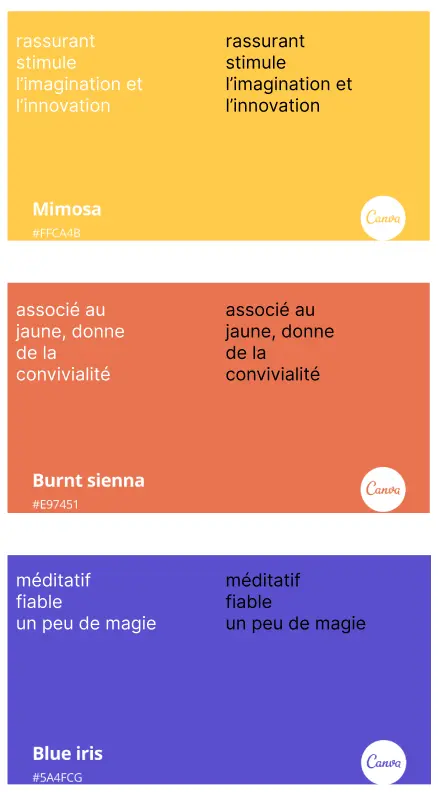 rassurant
stimule
l'imagination et
l'innovation
rassurant
stimule
l'imagination et
l'innovation
Mimosa
#FFCA4B
Canva
associé au
jaune, donne
de la
convivialité
associé au
jaune, donne
de la
convivialité
Burnt sienna
#E97451
Canva
méditatif
fiable
un peu de magie
méditatif
fiable
un peu de magie
Blue iris
#5A4FCG
Canva